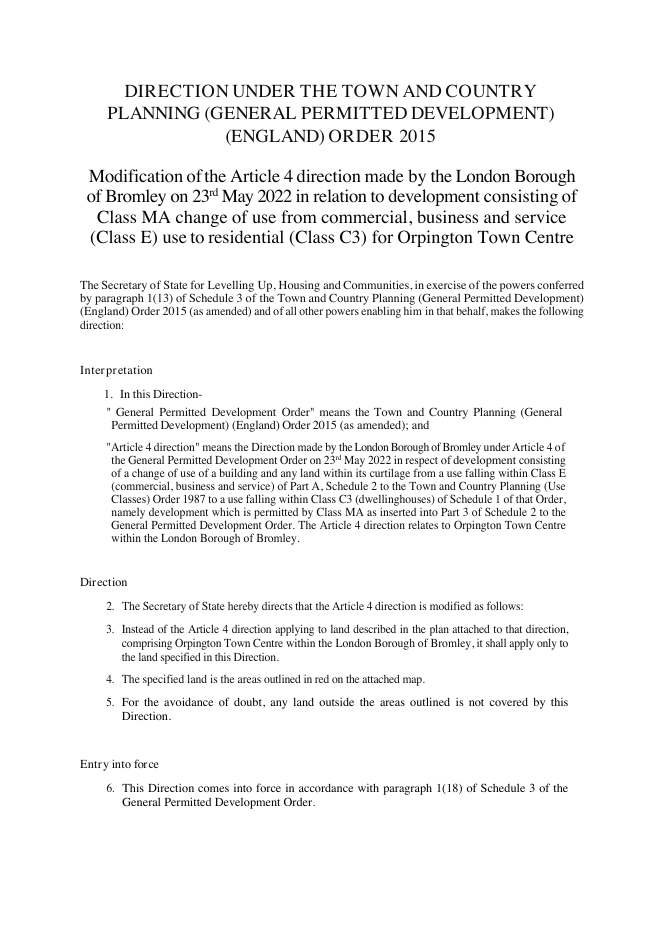 DIRECTION UNDER THE TOWN AND COUNTRY
PLANNING (GENERAL PERMITTED DEVELOPMENT)
(ENGLAND) ORDER 2015
Modification of the Article 4 direction made by the London Borough
of Bromley on 23rd May 2022 in relation to development consisting of
Class MA change of use from commercial, business and service
(Class E) use to residential (Class C3) for Orpington Town Centre
The Secretary of State for Levelling Up, Housing and Communities, in exercise of the powers conferred
by paragraph 1(13) of Schedule 3 of the Town and Country Planning (General Permitted Development)
(England) Order 2015 (as amended) and of all other powers enabling him in that behalf, makes the following
direction:
Interpretation
1. In this Direction-
" General Permitted Development Order" means the Town and Country Planning (General
Permitted Development) (England) Order 2015 (as amended); and
"Article 4 direction" means the Direction made by the London Borough of Bromley under Article 4 of
the General Permitted Development Order on 23rd May 2022 in respect of development consisting
of a change of use of a building and any land within its curtilage from a use falling within Class E
(commercial, business and service) of Part A, Schedule 2 to the Town and Country Planning (Use
Classes) Order 1987 to a use falling within Class C3 (dwellinghouses) of Schedule 1 of that Order,
namely development which is permitted by Class MA as inserted into Part 3 of Schedule 2 to the
General Permitted Development Order. The Article 4 direction relates to Orpington Town Centre
within the London Borough of Bromley.
Direction
2. The Secretary of State hereby directs that the Article 4 direction is modified as follows:
3. Instead of the Article 4 direction applying to land described in the plan attached to that direction,
comprising Orpington Town Centre within the London Borough of Bromley, it shall apply only to
the land specified in this Direction.
4. The specified land is the areas outlined in red on the attached map.
5. For the avoidance of doubt, any land outside the areas outlined is not covered by this
Direction.
Entry into force
6. This Direction comes into force in accordance with paragraph 1(18) of Schedule 3 of the
General Permitted Development Order.